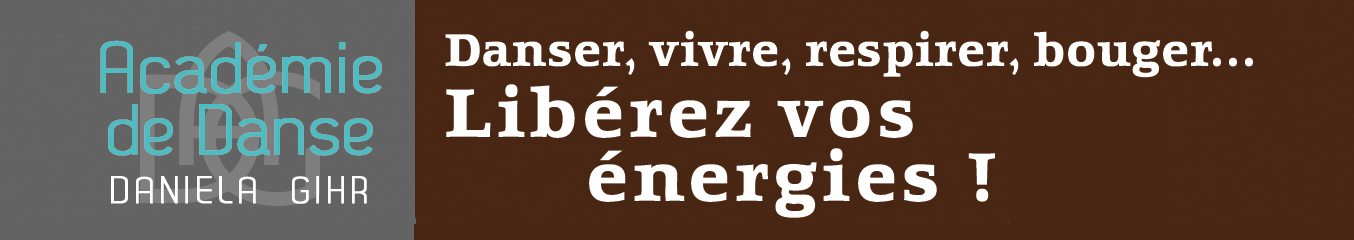 Académie
de Danse
DANIELA GIHR
Danser, vivre, respirer, bouger...
Libérez vos
énergies !